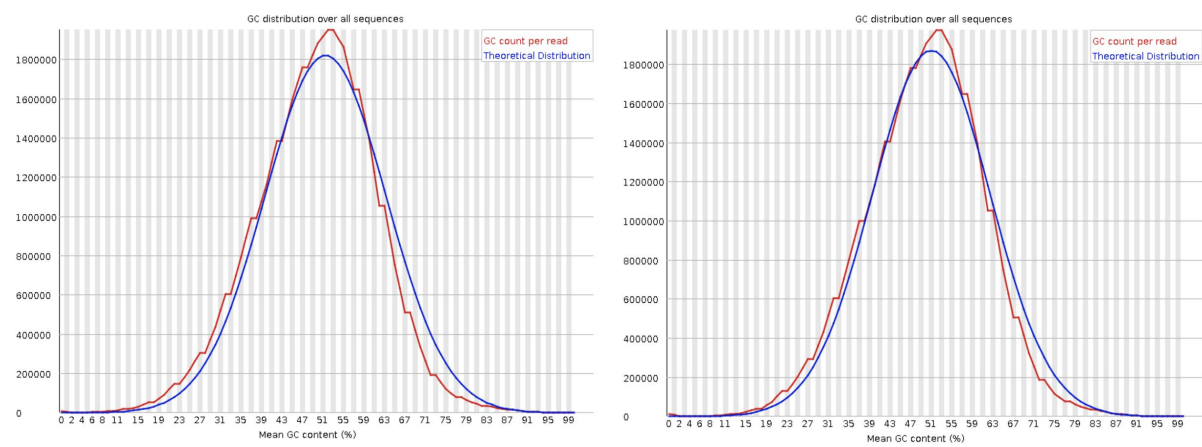 GC distribution over all sequences
GC count per read
Theoretical Distribution
1800000
1600000
1400000
1200000
1000000
800000
600000
400000
200000
0
0 2 4 6 8 11 15 19 23 27 31 35 39 43 47 51 55 59 63 67 71 75 79 83 87 91 95 99
Mean GC content (%)
GC distribution over all sequences
GC count per read
Theoretical Distribution
1800000
1600000
1400000
1200000
1000000
800000
600000
400000
200000
0
0 2 4 6 8 11 15 19 23 27 31 35 39 43 47 51 55 59 63 67 71 75 79 83 87 91 95 99
Mean GC content (%)